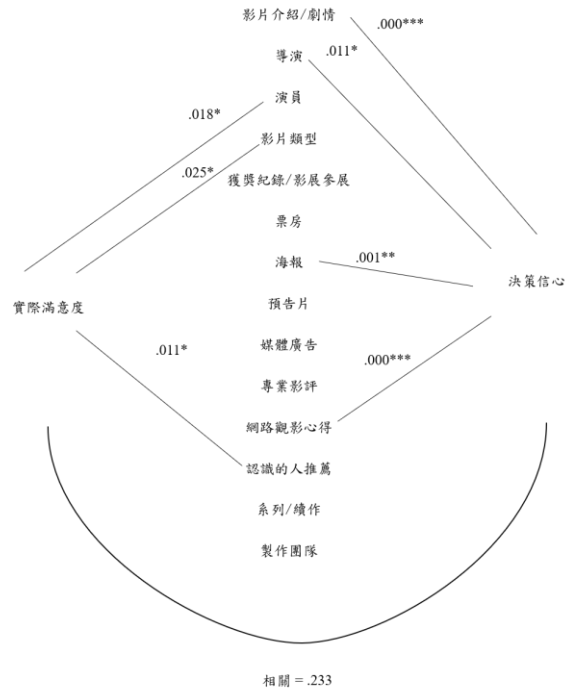 影片介紹/劇情
.000***
導演
.011*
演員
.018*
影片類型
.025*
獲獎紀錄/影展參展
票房
海報
.001**
決策信心
實際滿意度
預告片
媒體廣告
.011*
.000***
專業影評
網路觀影心得
認識的人推薦
系列/續作
製作團隊
相關 = .233